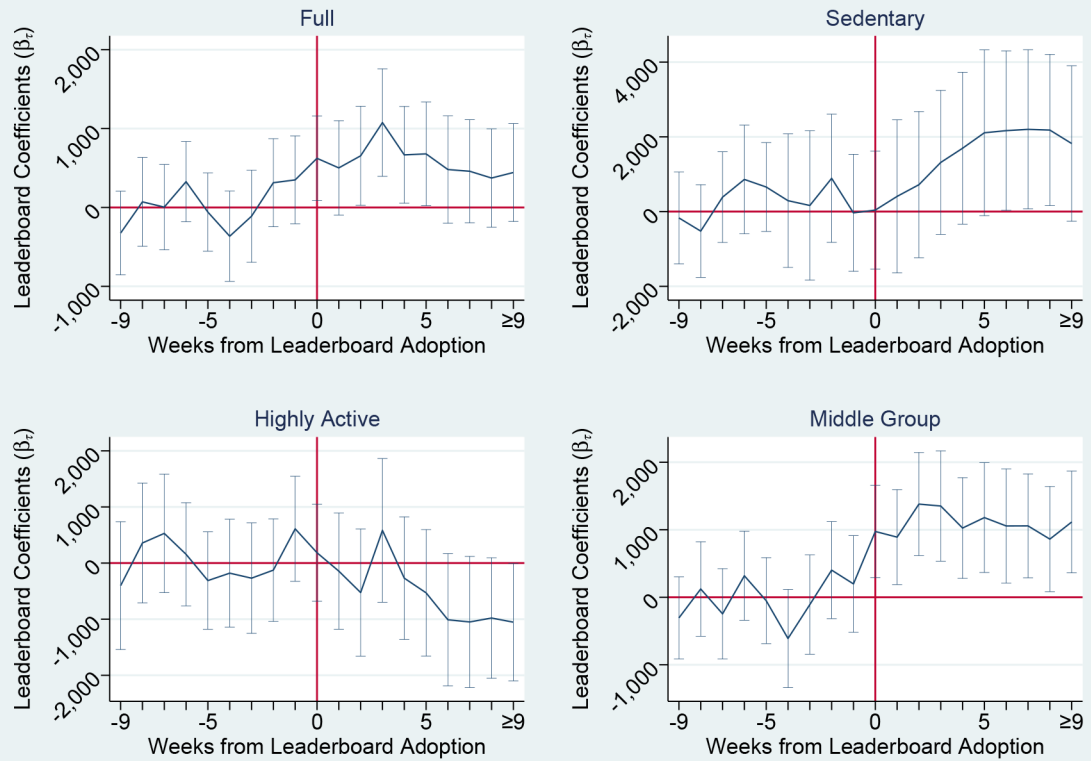 Full
Leaderboard Coefficients (βτ)
2,000
1,000
0
-1,000
-9 -5 0 5 ≥9
Weeks from Leaderboard Adoption
Sedentary
Leaderboard Coefficients (βτ)
4,000
2,000
0
-2,000
-9 -5 0 5 ≥9
Weeks from Leaderboard Adoption
Highly Active
Leaderboard Coefficients (βτ)
2,000
1,000
0
-1,000
-2,000
-9 -5 0 5 ≥9
Weeks from Leaderboard Adoption
Middle Group
Leaderboard Coefficients (βτ)
2,000
1,000
0
-1,000
-9 -5 0 5 ≥9
Weeks from Leaderboard Adoption